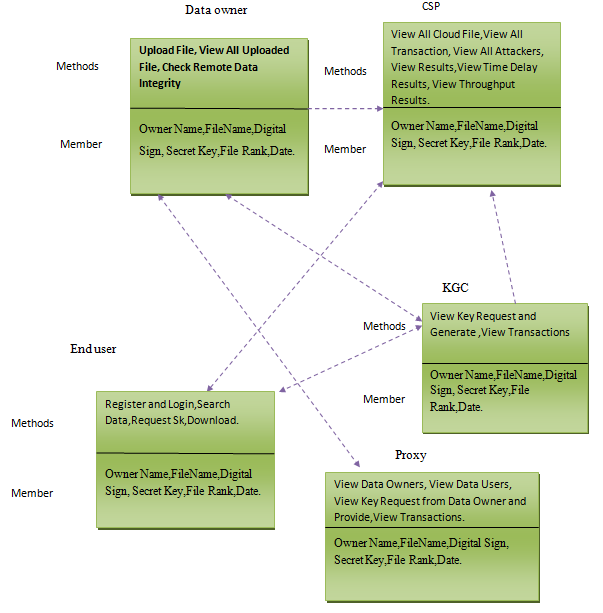 Data owner
Methods
Upload File, View All Uploaded
File, Check Remote Data
Integrity
Member
Owner Name,FileName,Digital
Sign, Secret Key,File Rank,Date.
CSP
Methods
View All Cloud File,View All
Transaction, View All Attackers,
View Results,View Time Delay
Results, View Throughput
Results.
Member
Owner Name,FileName,Digital
Sign, Secret Key,File Rank,Date.
KGC
Methods
View Key Request and
Generate ,View Transactions
Member
Owner Name,FileName,Digital
Sign, Secret Key,File
Rank,Date.
End user
Methods
Register and Login,Search
Data,Request Sk,Download.
Member
Owner Name,FileName,Digital
Sign, Secret Key,File Rank,Date.
Proxy
View Data Owners, View Data Users,
View Key Request from Data Owner and
Provide,View Transactions.
Owner Name,FileName,Digital Sign,
Secret Key,File Rank,Date.